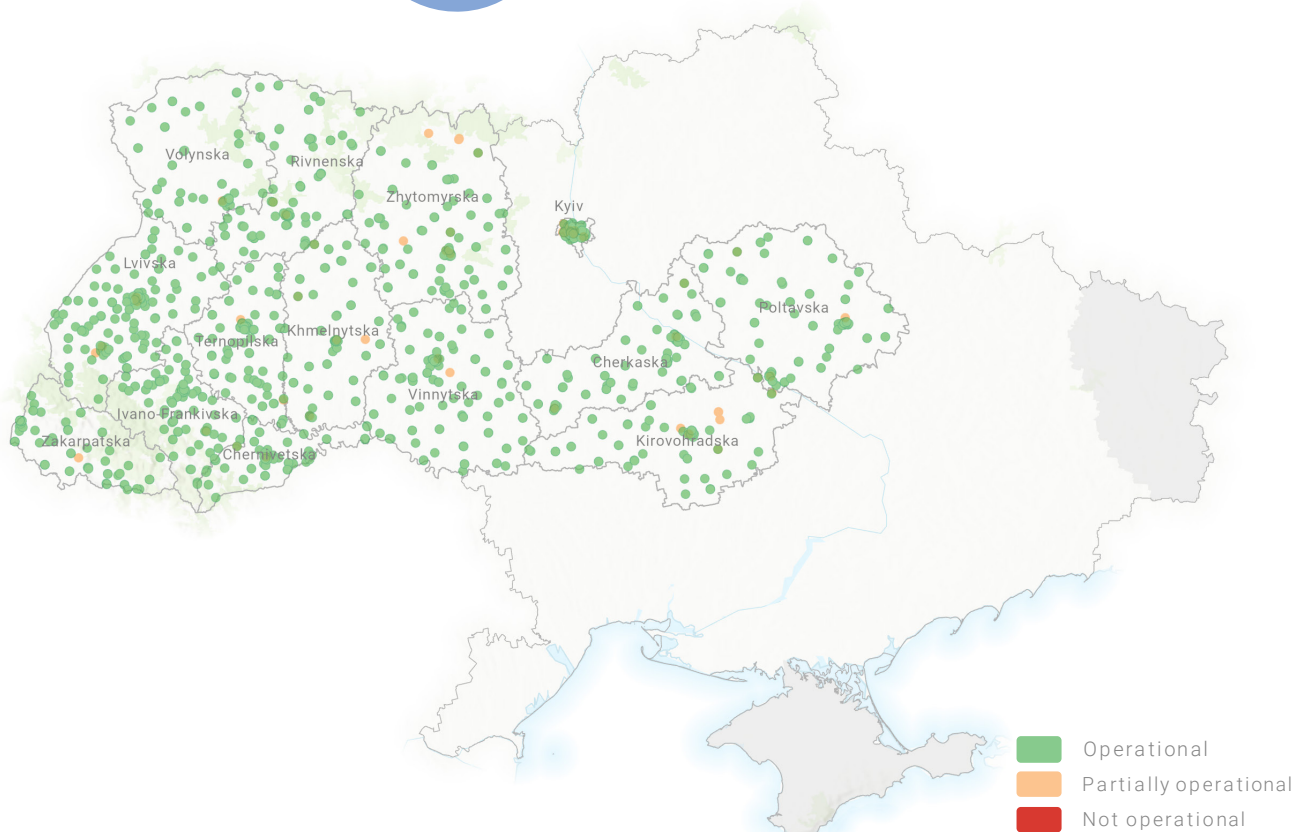 Volynska
Rivnenska
Zhytomyrska
Kyiv
Lvivska
Ternopilska
Khmelnytska
Poltavska
Cherkaska
Vinnytska
Ivano-Frankivska
Zakarpatska
Chernivetska
Kirovohradska
Operational
Partially operational
Not operational